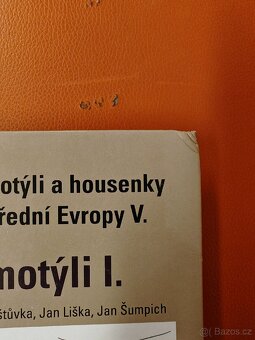 otýli a housenky
řední Evropy V.
motýli I.
štůvka, Jan Liška, Jan Šumpich
Bazos.cz